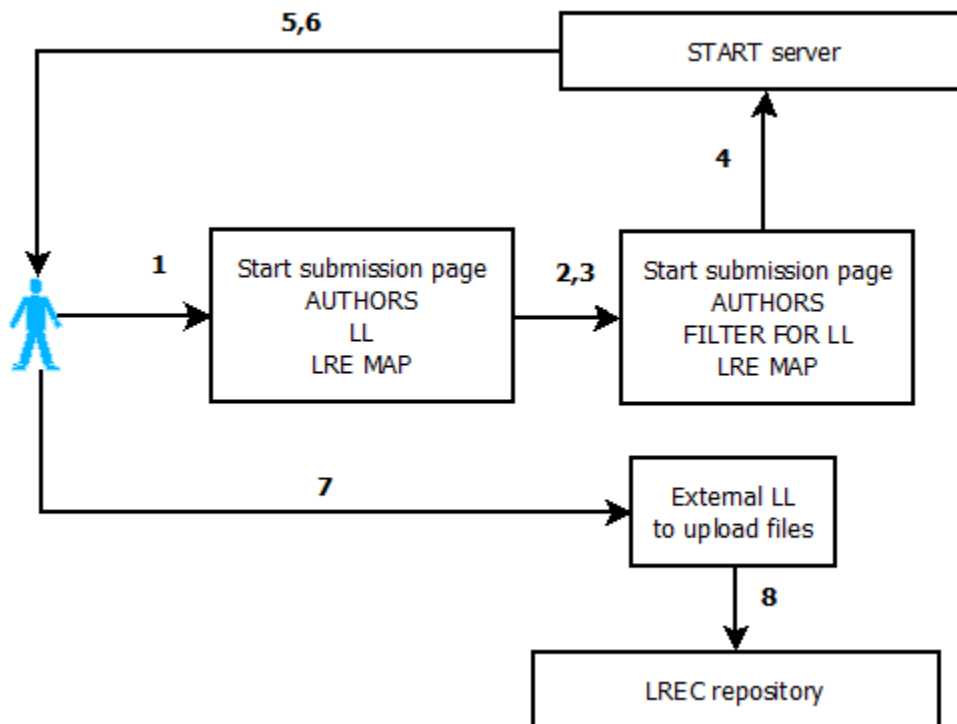 5,6
START server
4
1
Start submission page
AUTHORS
LL
LRE MAP
2,3
Start submission page
AUTHORS
FILTER FOR LL
LRE MAP
7
External LL
to upload files
8
LREC repository